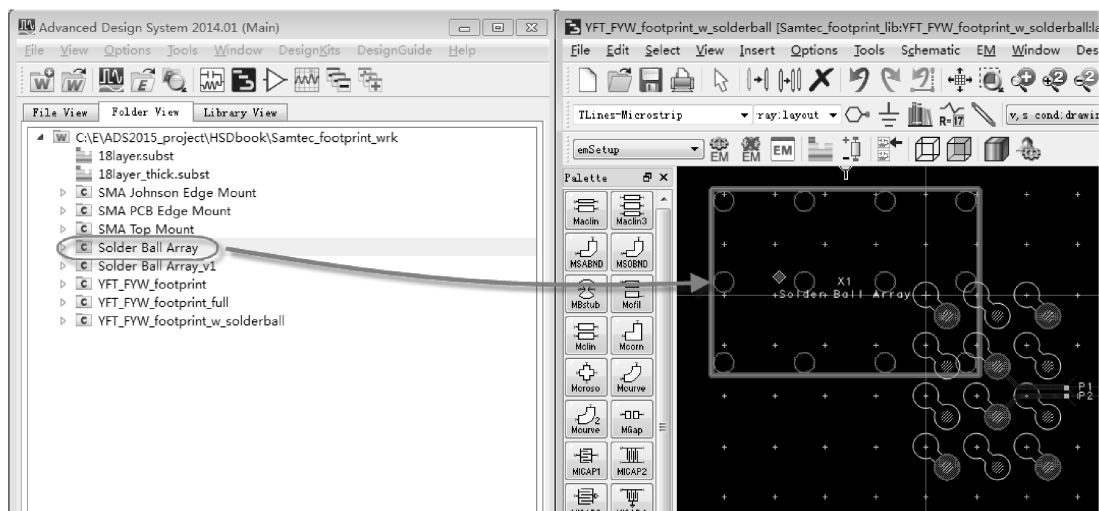 Advanced Design System 2014.01 (Main)
File View Options Tools Window DesignKits DesignGuide Help
File View Folder View Library View
C:\E\ADS2015_project\HSDbook\Samtec_footprint_wrk
18layer.subst
18layer_thick.subst
SMA Johnson Edge Mount
SMA PCB Edge Mount
SMA Top Mount
Solder Ball Array
Solder Ball Array_v1
YFT_FYW_footprint
YFT_FYW_footprint_full
YFT_FYW_footprint_w_solderball
YFT_FYW_footprint_w_solderball [Samtec_footprint_lib:YFT_FYW_footprint_w_solderball:la
File Edit Select View Insert Options Tools Schematic EM Window Des
TLines-Microstrip ray:layout R=17 v,s cond:drawi
emSetup EM EM EM
Palette
Maclin Maclin3
MSABND MSOBND
MBstub Mcfil
Mclin Mcorn
Mcroso Mcurve
Mcurve MGap
MICAP1 MICAP2
X1
Solder Ball Array
P1
P2